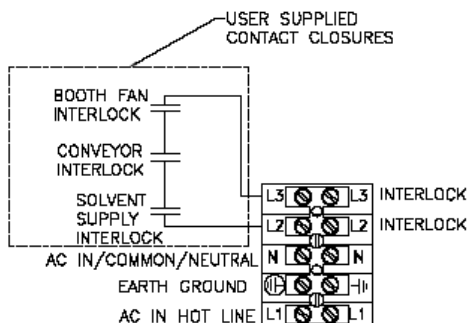 USER SUPPLIED
CONTACT CLOSURES
BOOTH FAN
INTERLOCK
CONVEYOR
INTERLOCK
SOLVENT
SUPPLY
INTERLOCK
L3 L3 INTERLOCK
L2 L2 INTERLOCK
AC IN/COMMON/NEUTRAL N N
EARTH GROUND
AC IN HOT LINE L1 L1